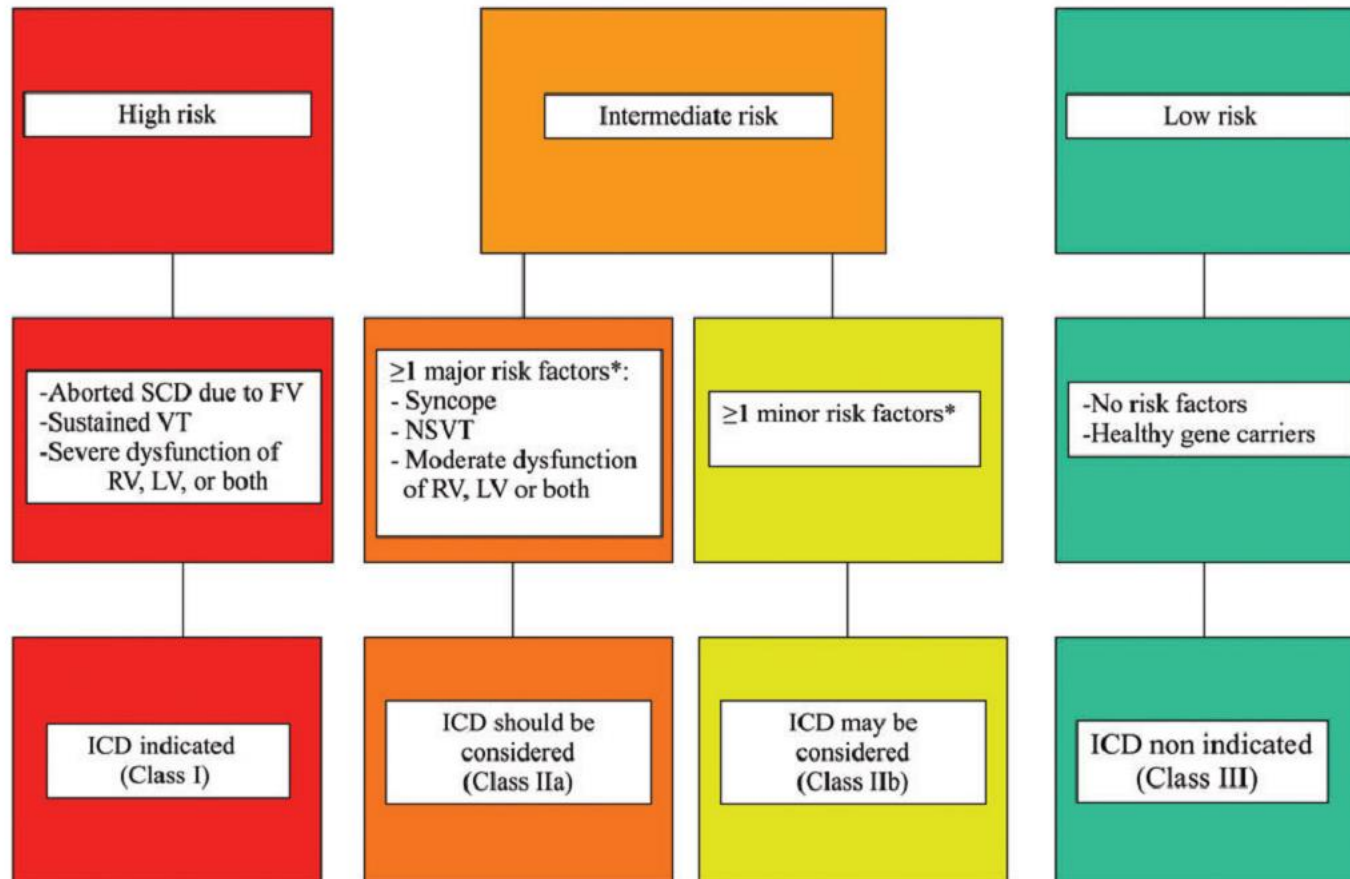 High risk
Intermediate risk
Low risk
-Aborted SCD due to FV
-Sustained VT
-Severe dysfunction of
RV, LV, or both
≥1 major risk factors*:
- Syncope
- NSVT
- Moderate dysfunction
of RV, LV or both
≥1 minor risk factors*
-No risk factors
-Healthy gene carriers
ICD indicated
(Class I)
ICD should be
considered
(Class IIa)
ICD may be
considered
(Class IIb)
ICD non indicated
(Class III)